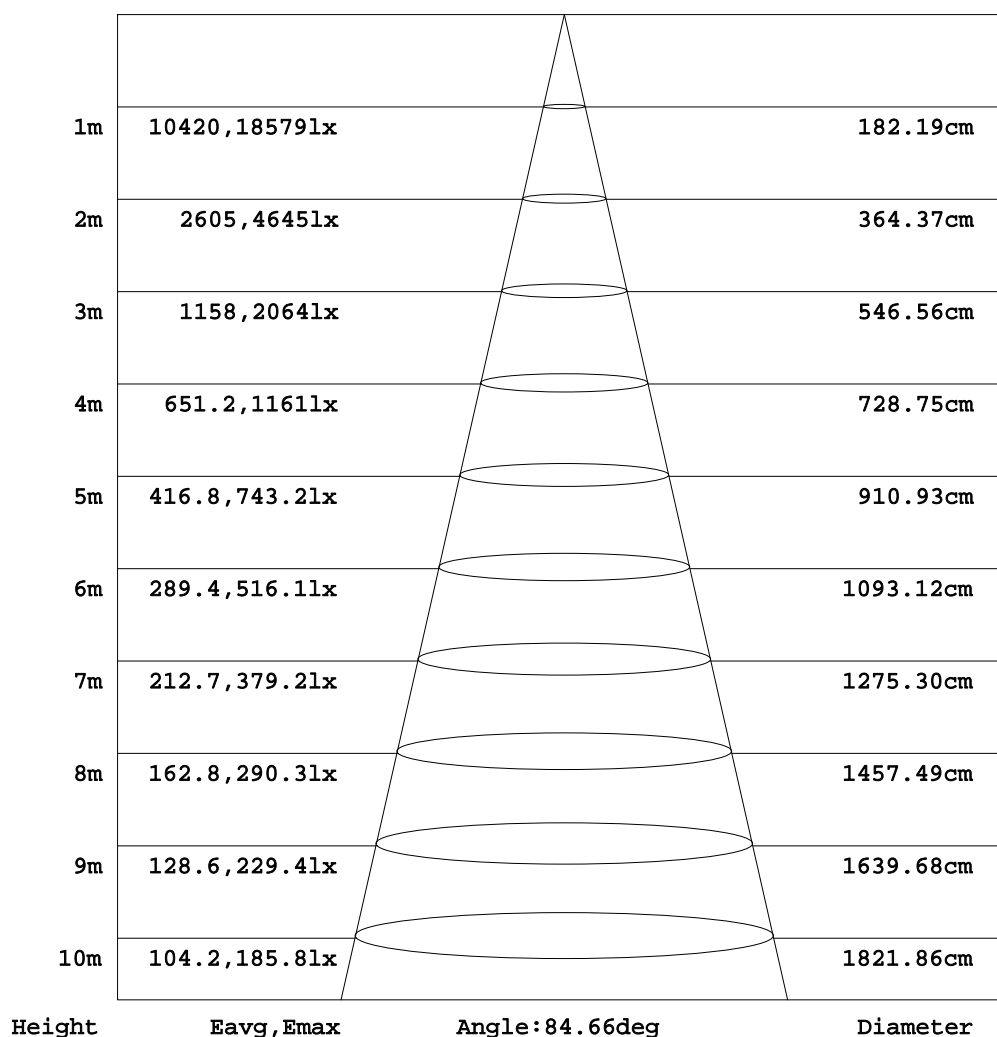 1m 10420,18579lx 182.19cm
2m 2605,4645lx 364.37cm
3m 1158,2064lx 546.56cm
4m 651.2,1161lx 728.75cm
5m 416.8,743.2lx 910.93cm
6m 289.4,516.1lx 1093.12cm
7m 212.7,379.2lx 1275.30cm
8m 162.8,290.3lx 1457.49cm
9m 128.6,229.4lx 1639.68cm
10m 104.2,185.8lx 1821.86cm
Height Eavg,Emax Angle:84.66deg Diameter